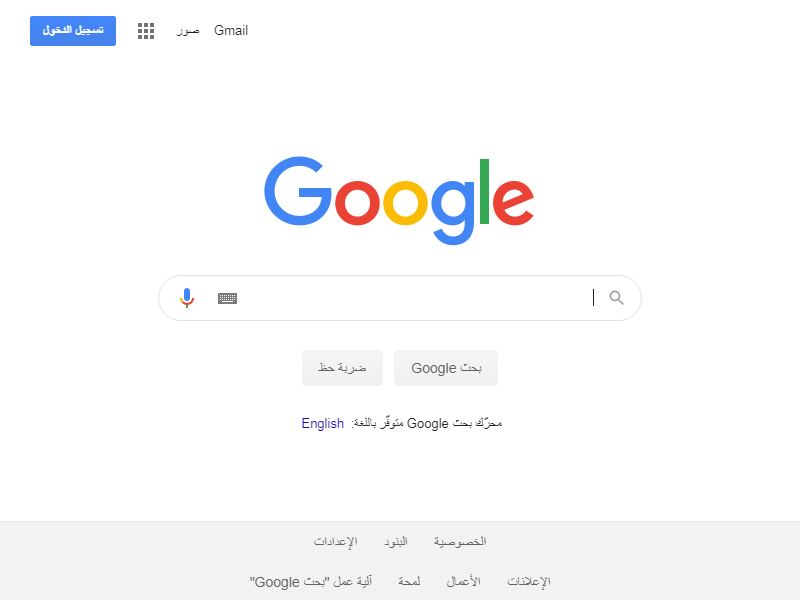 Gmail صور تسجيل الدخول
Google
بحث Google ضربة حظ
محرّك بحث Google متوفّر باللغة: English
الخصوصية البنود الإعدادات
الإعلانات الأعمال لمحة آلية عمل "بحث Google"